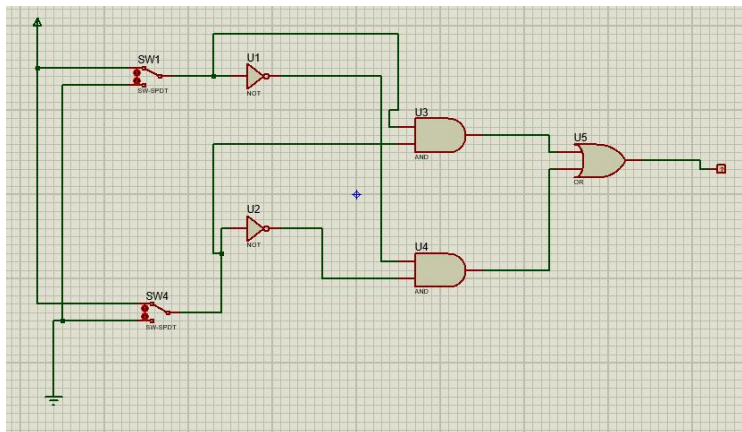 SW1
SW-SPDT
U1
NOT
U3
AND
U5
OR
?
U2
NOT
U4
AND
SW4
SW-SPDT